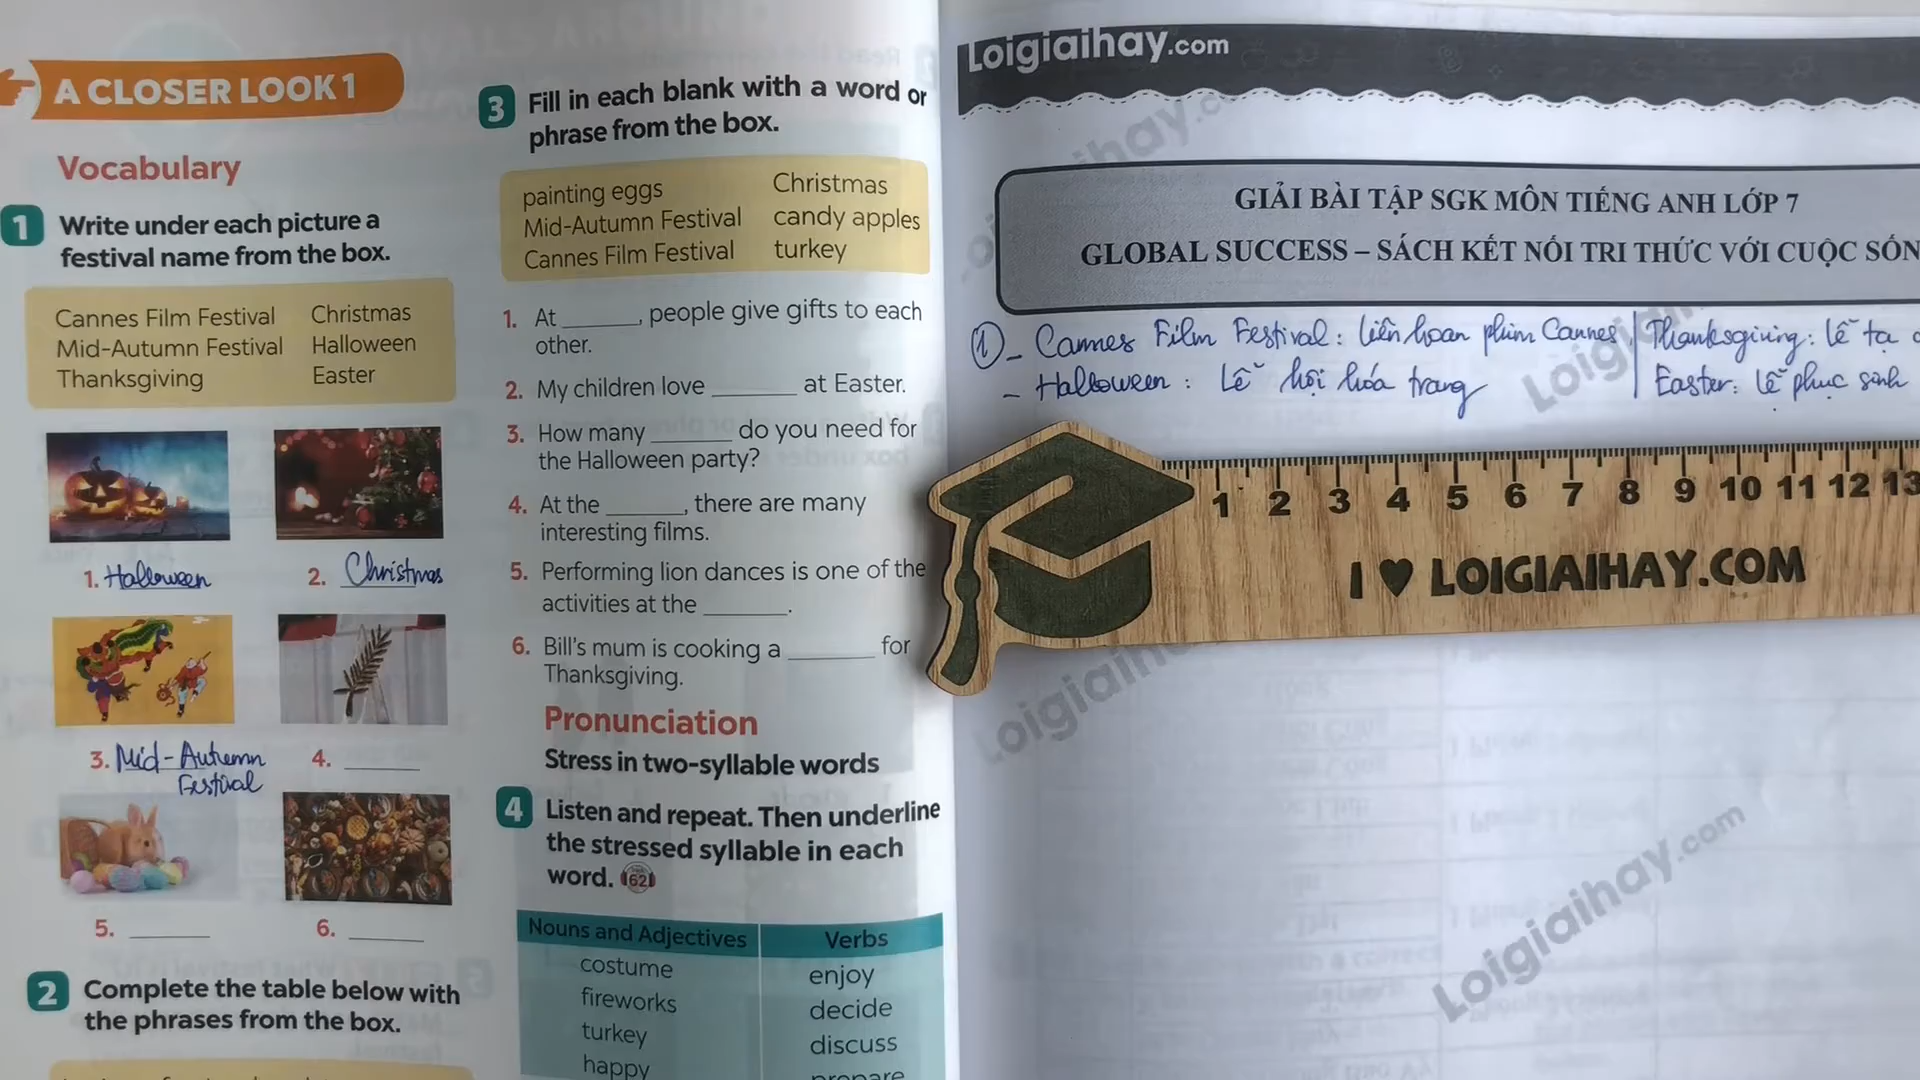 A CLOSER LOOK 1
Vocabulary
1 Write under each picture a
festival name from the box.
Cannes Film Festival Christmas
Mid-Autumn Festival Halloween
Thanksgiving Easter
1. Halloween 2. Christmas
3. Mid-Autumn
Festival
4.
5. 6.
2 Complete the table below with
the phrases from the box.
3 Fill in each blank with a word or
phrase from the box.
painting eggs Christmas
Mid-Autumn Festival candy apples
Cannes Film Festival turkey
1. At ______, people give gifts to each
other.
2. My children love ______ at Easter.
3. How many ______ do you need for
the Halloween party?
4. At the ______, there are many
interesting films.
5. Performing lion dances is one of the
activities at the ______.
6. Bill's mum is cooking a ______ for
Thanksgiving.
Pronunciation
Stress in two-syllable words
4 Listen and repeat. Then underline
the stressed syllable in each
word. 62
Nouns and Adjectives Verbs
costume enjoy
fireworks decide
turkey discuss
happy prepare
Loigiaihay.com
GIẢI BÀI TẬP SGK MÔN TIẾNG ANH LỚP 7
GLOBAL SUCCESS – SÁCH KẾT NỐI TRI THỨC VỚI CUỘC SỐN
1 - Cannes Film Festival: liên hoan phim Cannes Thanksgiving: lễ tạ
- Halloween: Lễ hội hóa trang Easter: lễ phục sinh
1 2 3 4 5 6 7 8 9 10 11 12 13
I ♥ LOIGIAIHAY.COM
Loigiaihay.com
Loigiaihay.com